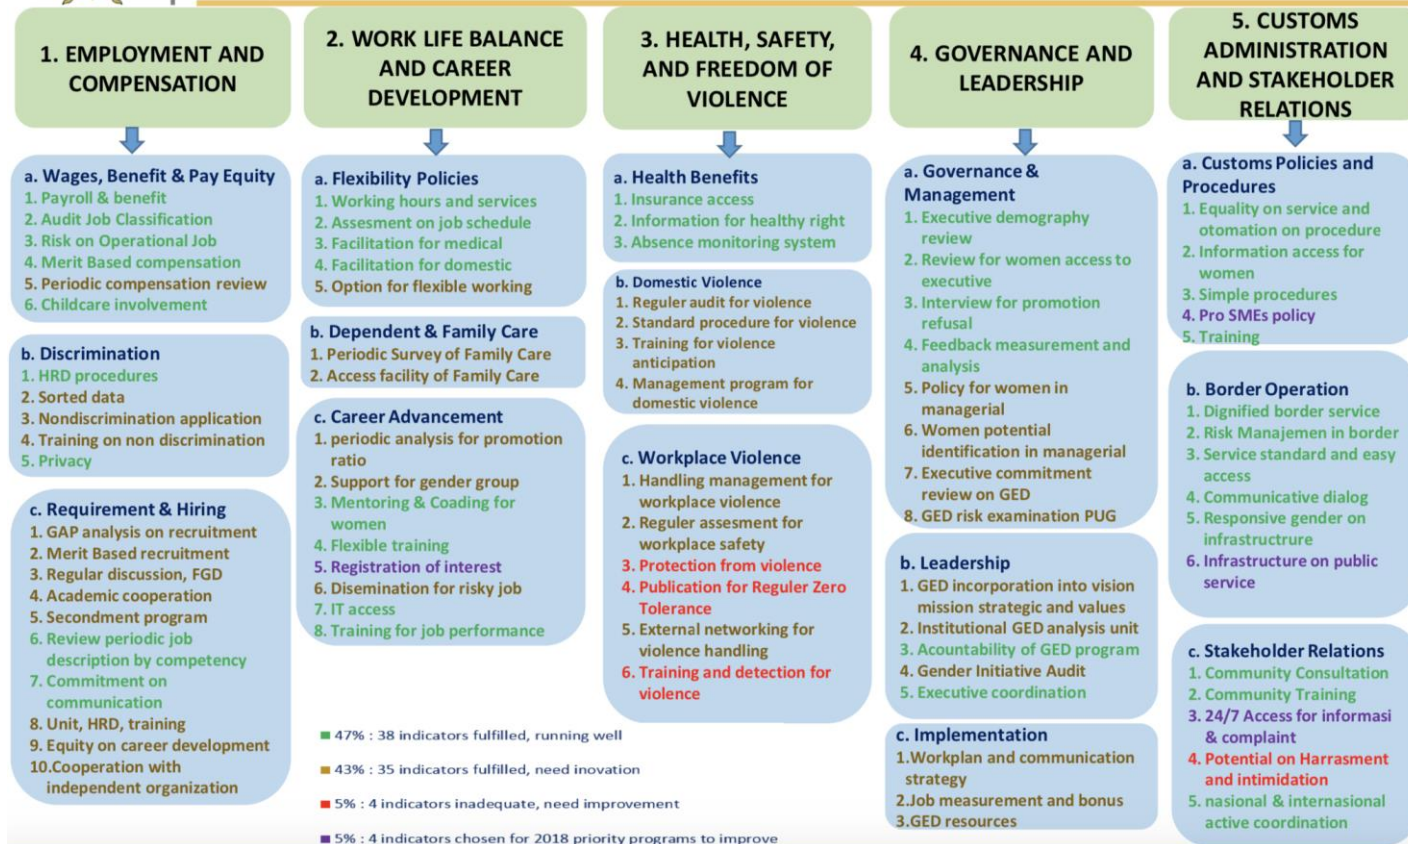 1. EMPLOYMENT AND
COMPENSATION
a. Wages, Benefit & Pay Equity
1. Payroll & benefit
2. Audit Job Classification
3. Risk on Operational Job
4. Merit Based compensation
5. Periodic compensation review
6. Childcare involvement
b. Discrimination
1. HRD procedures
2. Sorted data
3. Nondiscrimination application
4. Training on non discrimination
5. Privacy
c. Requirement & Hiring
1. GAP analysis on recruitment
2. Merit Based recruitment
3. Regular discussion, FGD
4. Academic cooperation
5. Secondment program
6. Review periodic job
description by competency
7. Commitment on
communication
8. Unit, HRD, training
9. Equity on career development
10.Cooperation with
independent organization
2. WORK LIFE BALANCE
AND CAREER
DEVELOPMENT
a. Flexibility Policies
1. Working hours and services
2. Assesment on job schedule
3. Facilitation for medical
4. Facilitation for domestic
5. Option for flexible working
b. Dependent & Family Care
1. Periodic Survey of Family Care
2. Access facility of Family Care
c. Career Advancement
1. periodic analysis for promotion
ratio
2. Support for gender group
3. Mentoring & Coading for
women
4. Flexible training
5. Registration of interest
6. Disemination for risky job
7. IT access
8. Training for job performance
3. HEALTH, SAFETY,
AND FREEDOM OF
VIOLENCE
a. Health Benefits
1. Insurance access
2. Information for healthy right
3. Absence monitoring system
b. Domestic Violence
1. Reguler audit for violence
2. Standard procedure for violence
3. Training for violence
anticipation
4. Management program for
domestic violence
c. Workplace Violence
1. Handling management for
workplace violence
2. Reguler assesment for
workplace safety
3. Protection from violence
4. Publication for Reguler Zero
Tolerance
5. External networking for
violence handling
6. Training and detection for
violence
4. GOVERNANCE AND
LEADERSHIP
a. Governance &
Management
1. Executive demography
review
2. Review for women access to
executive
3. Interview for promotion
refusal
4. Feedback measurement and
analysis
5. Policy for women in
managerial
6. Women potential
identification in managerial
7. Executive commitment
review on GED
8. GED risk examination PUG
b. Leadership
1. GED incorporation into vision
mission strategic and values
2. Institutional GED analysis unit
3. Acountability of GED program
4. Gender Initiative Audit
5. Executive coordination
c. Implementation
1.Workplan and communication
strategy
2.Job measurement and bonus
3.GED resources
5. CUSTOMS
ADMINISTRATION
AND STAKEHOLDER
RELATIONS
a. Customs Policies and
Procedures
1. Equality on service and
otomation on procedure
2. Information access for
women
3. Simple procedures
4. Pro SMEs policy
5. Training
b. Border Operation
1. Dignified border service
2. Risk Manajemen in border
3. Service standard and easy
access
4. Communicative dialog
5. Responsive gender on
infrastructrure
6. Infrastructure on public
service
c. Stakeholder Relations
1. Community Consultation
2. Community Training
3. 24/7 Access for informasi
& complaint
4. Potential on Harrasment
and intimidation
5. nasional & internasional
active coordination
47% : 38 indicators fulfilled, running well
43% : 35 indicators fulfilled, need inovation
5% : 4 indicators inadequate, need improvement
5% : 4 indicators chosen for 2018 priority programs to improve